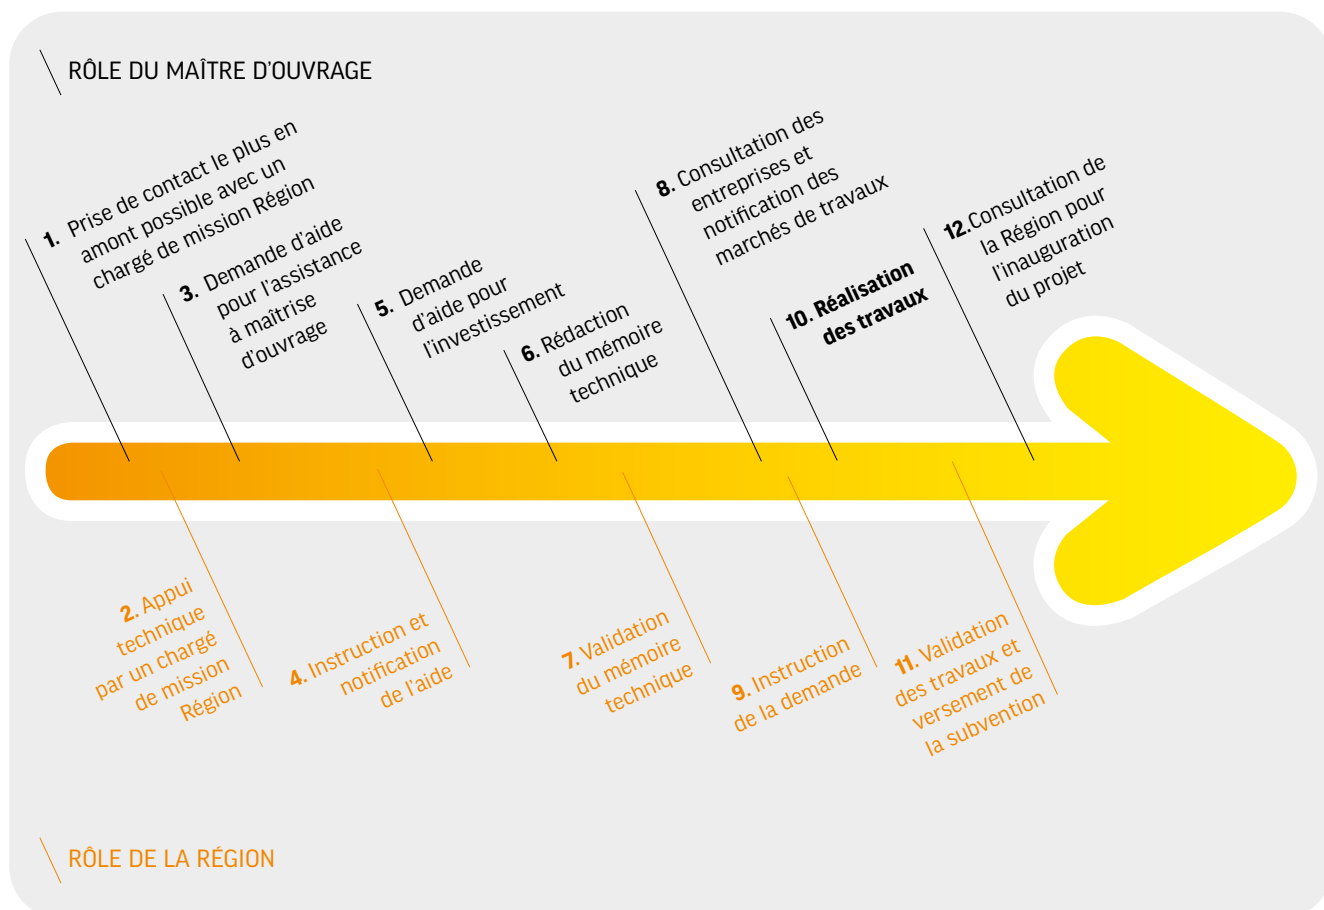 RÔLE DU MAÎTRE D'OUVRAGE
1. Prise de contact le plus en
amont possible avec un
chargé de mission Région
3. Demande d'aide
pour l'assistance
à maîtrise
d'ouvrage
5. Demande
d'aide pour
l'investissement
6. Rédaction
du mémoire
technique
8. Consultation des
entreprises et
notification des
marchés de travaux
10. Réalisation
des travaux
12.Consultation de
la Région pour
l'inauguration
du projet
2. Appui
technique
par un chargé
de mission
Région
4. Instruction et
notification
de l'aide
7. Validation
du mémoire
technique
9. Instruction
de la demande
11. Validation
des travaux et
versement de
la subvention
RÔLE DE LA RÉGION